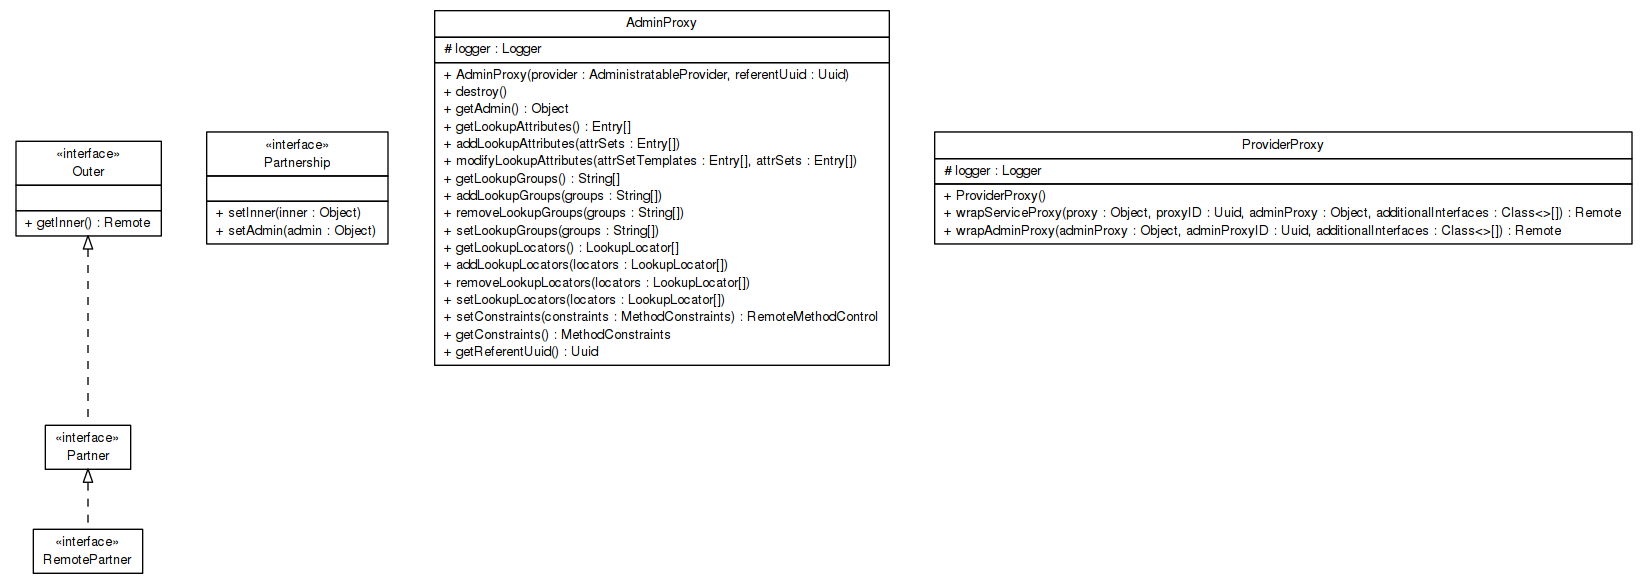 «interface»
Outer
+ getInner() : Remote
«interface»
Partner
«interface»
RemotePartner
«interface»
Partnership
+ setInner(inner : Object)
+ setAdmin(admin : Object)
AdminProxy
# logger : Logger
+ AdminProxy(provider : AdministratableProvider, referentUuid : Uuid)
+ destroy()
+ getAdmin() : Object
+ getLookupAttributes() : Entry[]
+ addLookupAttributes(attrSets : Entry[])
+ modifyLookupAttributes(attrSetTemplates : Entry[], attrSets : Entry[])
+ getLookupGroups() : String[]
+ addLookupGroups(groups : String[])
+ removeLookupGroups(groups : String[])
+ setLookupGroups(groups : String[])
+ getLookupLocators() : LookupLocator[]
+ addLookupLocators(locators : LookupLocator[])
+ removeLookupLocators(locators : LookupLocator[])
+ setLookupLocators(locators : LookupLocator[])
+ setConstraints(constraints : MethodConstraints) : RemoteMethodControl
+ getConstraints() : MethodConstraints
+ getReferentUuid() : Uuid
ProviderProxy
# logger : Logger
+ ProviderProxy()
+ wrapServiceProxy(proxy : Object, proxyID : Uuid, adminProxy : Object, additionalInterfaces : Class<>[]) : Remote
+ wrapAdminProxy(adminProxy : Object, adminProxyID : Uuid, additionalInterfaces : Class<>[]) : Remote